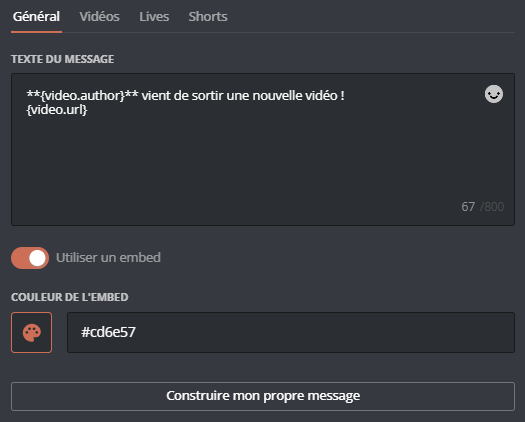 Général Vidéos Lives Shorts
TEXTE DU MESSAGE
**{video.author}** vient de sortir une nouvelle vidéo !
{video.url}
67 /800
Utiliser un embed
COULEUR DE L'EMBED
#cd6e57
Construire mon propre message